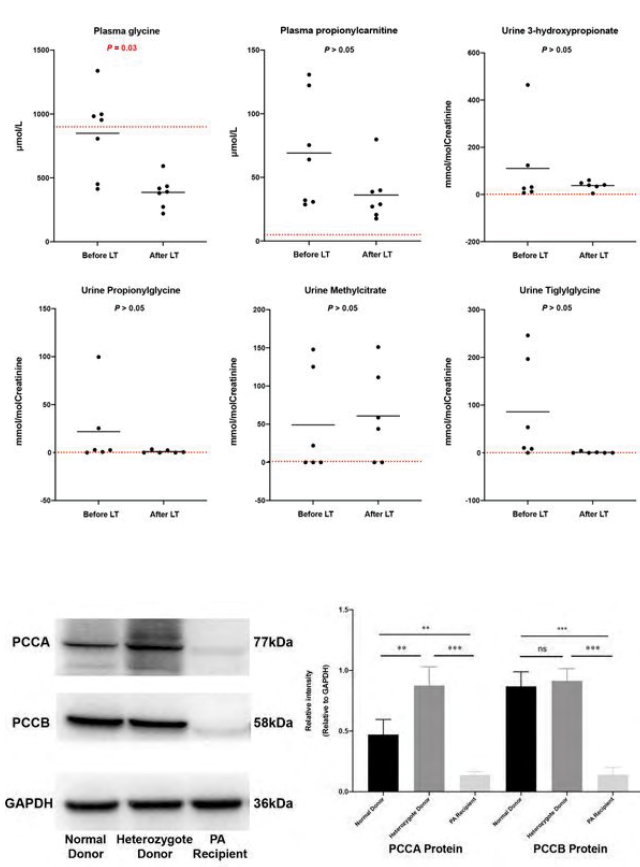 Plasma glycine
P = 0.03
1500
1000
500
0
μmol/L
Before LT
After LT
Plasma propionylcarnitine
P > 0.05
150
100
50
0
μmol/L
Before LT
After LT
Urine 3-hydroxypropionate
P > 0.05
600
400
200
0
-200
mmol/molCreatinine
Before LT
After LT
Urine Propionylglycine
P > 0.05
150
100
50
0
-50
mmol/molCreatinine
Before LT
After LT
Urine Methylcitrate
P > 0.05
200
150
100
50
0
-50
mmol/molCreatinine
Before LT
After LT
Urine Tiglylglycine
P > 0.05
300
200
100
0
-100
mmol/molCreatinine
Before LT
After LT
PCCA
77kDa
PCCB
58kDa
GAPDH
36kDa
Normal
Donor
Heterozygote
Donor
PA
Recipient
1.5
1.0
0.5
0.0
Relative intensity
(Relative to GAPDH)
**
** ***
***
ns ***
Normal Donor
Heterozygote Donor
PA Recipient
Normal Donor
Heterozygote Donor
PA Recipient
PCCA Protein
PCCB Protein